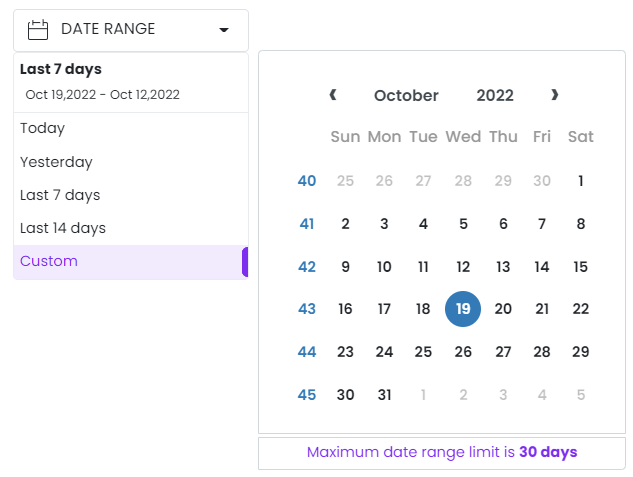 DATE RANGE
Last 7 days
Oct 19,2022 - Oct 12,2022
Today
Yesterday
Last 7 days
Last 14 days
Custom
‹ October 2022 ›
Sun Mon Tue Wed Thu Fri Sat
40 25 26 27 28 29 30 1
41 2 3 4 5 6 7 8
42 9 10 11 12 13 14 15
43 16 17 18 19 20 21 22
44 23 24 25 26 27 28 29
45 30 31 1 2 3 4 5
Maximum date range limit is 30 days